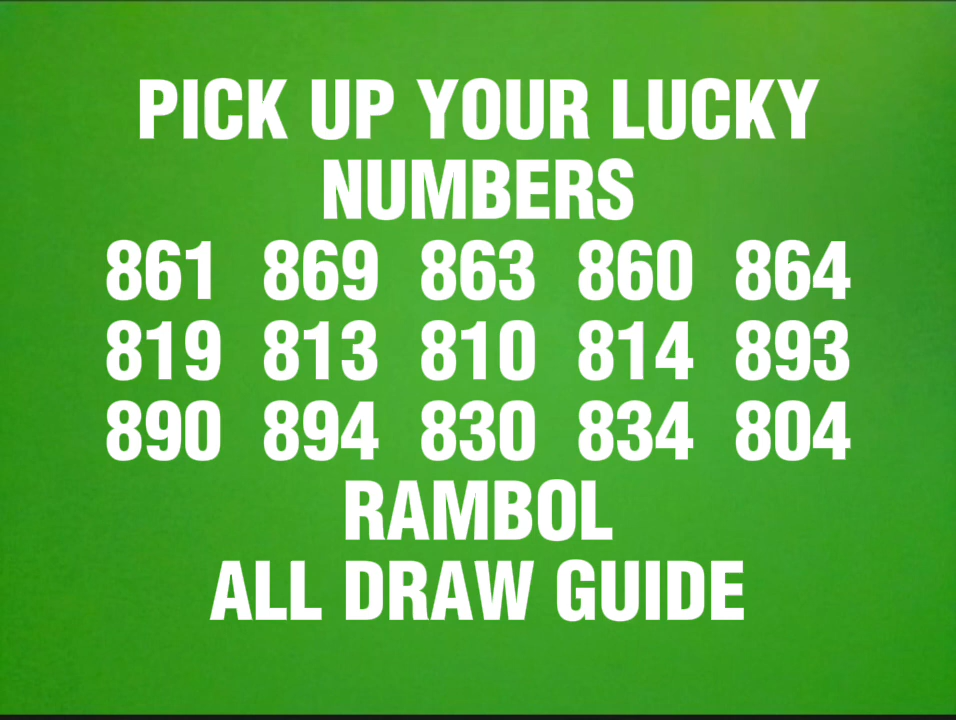 PICK UP YOUR LUCKY
NUMBERS
861 869 863 860 864
819 813 810 814 893
890 894 830 834 804
RAMBOL
ALL DRAW GUIDE